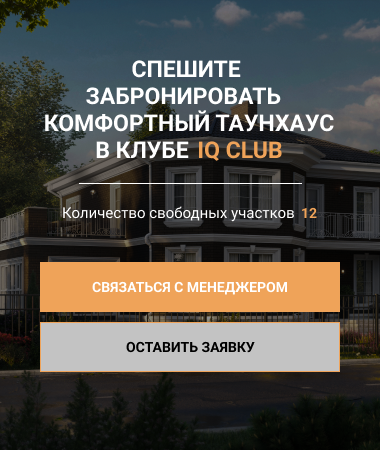 СПЕШИТЕ
ЗАБРОНИРОВАТЬ
КОМФОРТНЫЙ ТАУНХАУС
В КЛУБЕ IQ CLUB
Количество свободных участков 12
СВЯЗАТЬСЯ С МЕНЕДЖЕРОМ
ОСТАВИТЬ ЗАЯВКУ